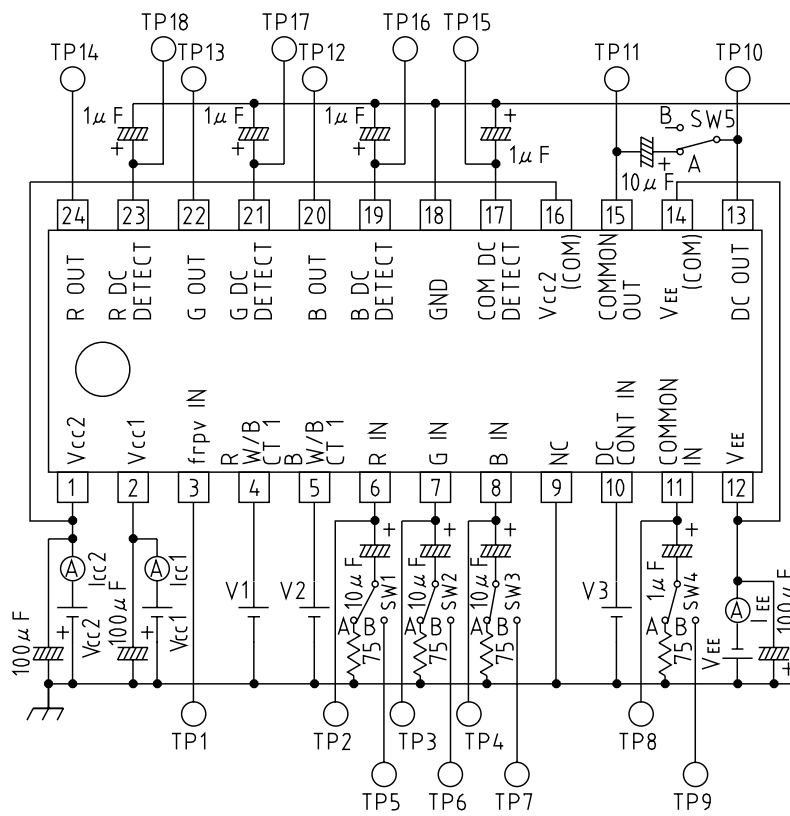 TP18 TP17 TP16 TP15
TP14 TP13 TP12 TP11 TP10
1μF 1μF 1μF + B SW5
+ + + 1μF + A
10μF
24 23 22 21 20 19 18 17 16 15 14 13
R OUT
R DC
DETECT
G OUT
G DC
DETECT
B OUT
B DC
DETECT
GND
COM DC
DETECT
Vcc2
(COM)
COMMON
OUT
VEE
(COM)
DC OUT
Vcc2
Vcc1
frpv IN
R
W/B
CT 1
B
W/B
CT 1
R IN
G IN
B IN
NC
DC
CONT IN
COMMON
IN
VEE
1 2 3 4 5 6 7 8 9 10 11 12
+ + + +
A Icc2 A Icc1
V1 V2 V3
10μF SW1 10μF SW2 10μF SW3 1μF SW4
A IEE
100μF + Vcc2 100μF + Vcc1
A B A B A B A B
75 75 75 75
VEE 100μF
+
TP1 TP2 TP3 TP4 TP8
TP5 TP6 TP7 TP9